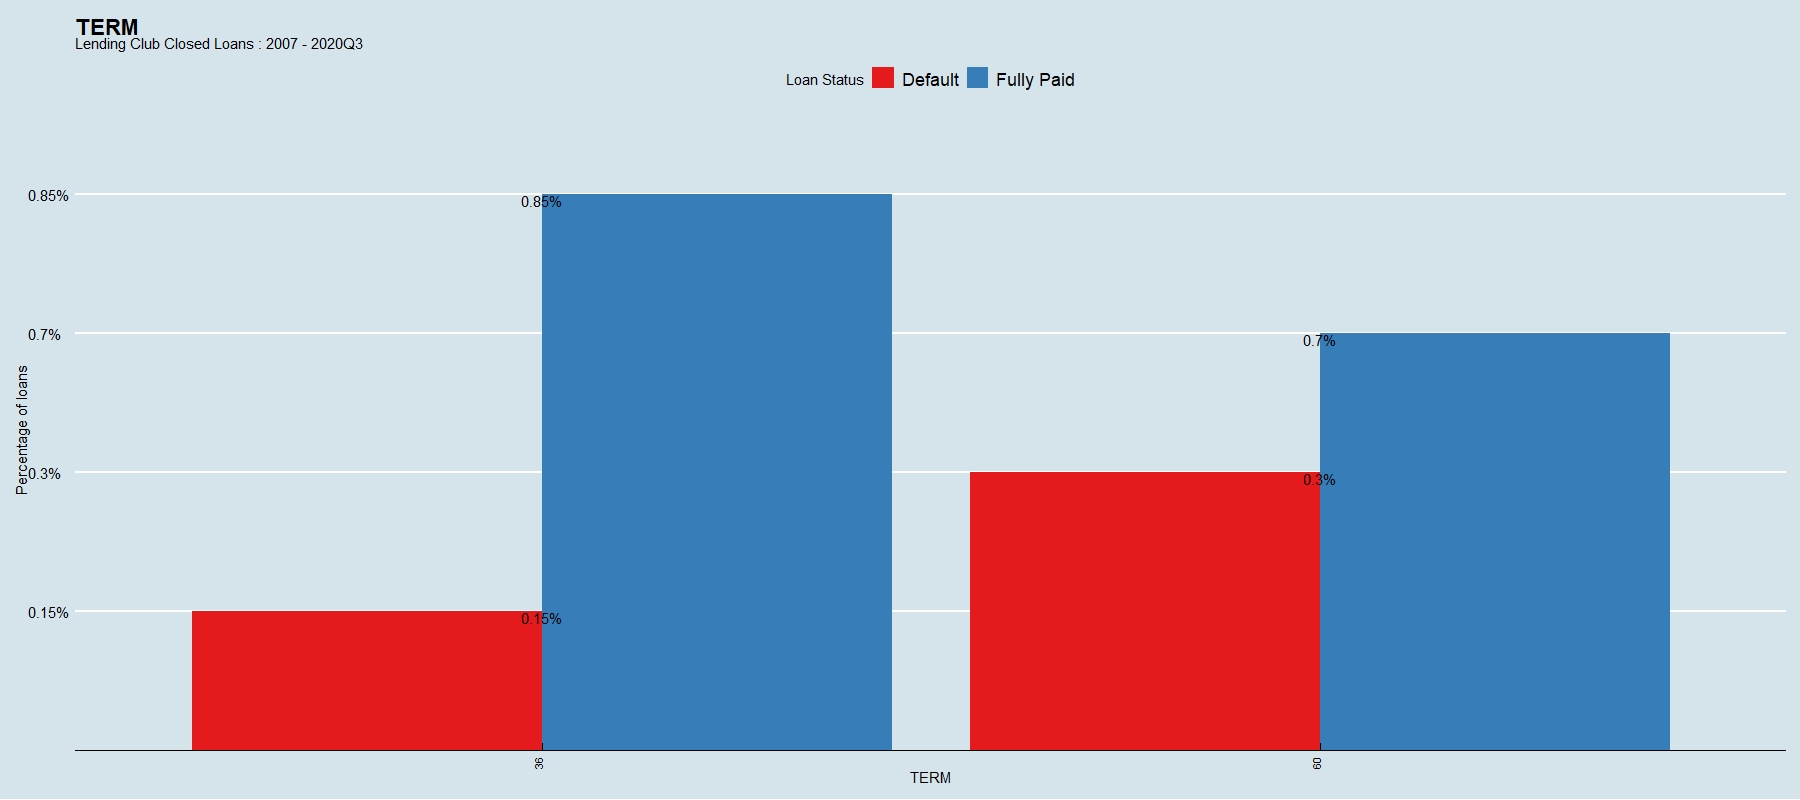 TERM
Lending Club Closed Loans : 2007 - 2020Q3
Loan Status Default Fully Paid
0.85%
0.7%
0.3%
0.15%
Percentage of loans
0.85%
0.15%
0.7%
0.3%
36
60
TERM